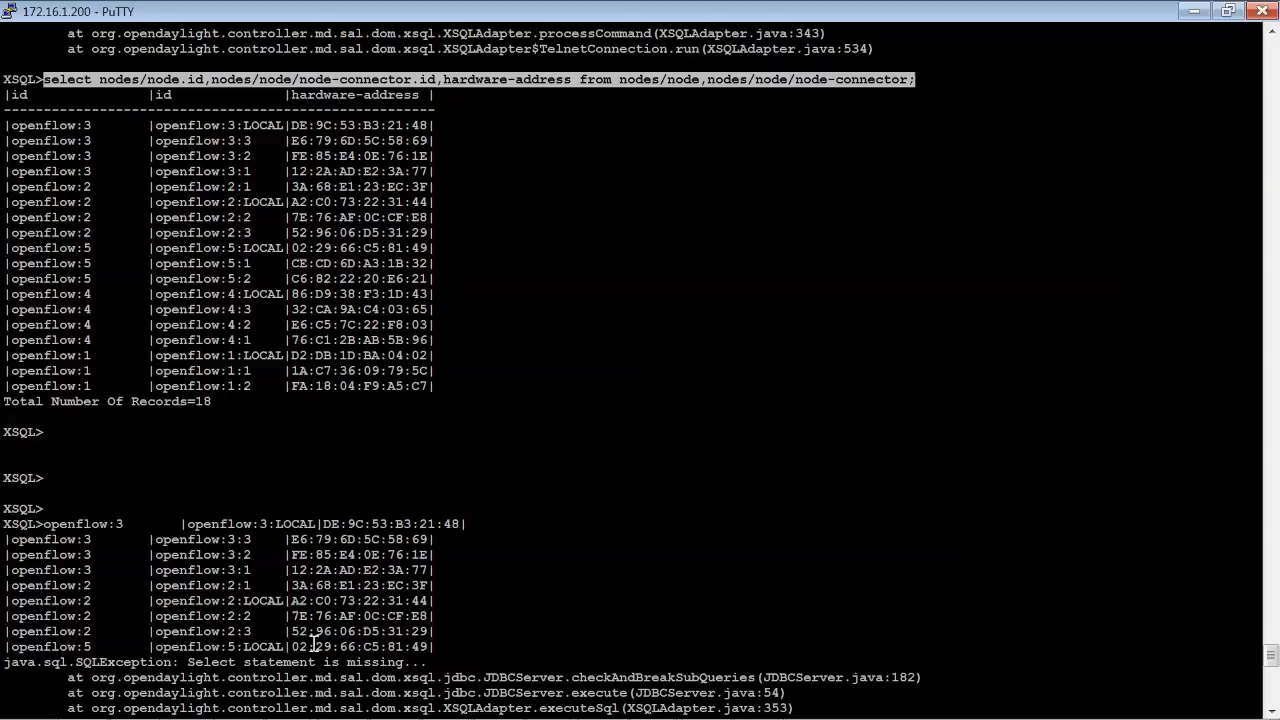 172.16.1.200 - PuTTY
at org.opendaylight.controller.md.sal.dom.xsql.XSQLAdapter.processCommand(XSQLAdapter.java:343)
at org.opendaylight.controller.md.sal.dom.xsql.XSQLAdapter$TelnetConnection.run(XSQLAdapter.java:534)
XSQL>select nodes/node.id,nodes/node/node-connector.id,hardware-address from nodes/node,nodes/node/node-connector;
|id |id |hardware-address |
------------------------------------------------------
|openflow:3 |openflow:3:LOCAL|DE:9C:53:B3:21:48|
|openflow:3 |openflow:3:3 |E6:79:6D:5C:58:69|
|openflow:3 |openflow:3:2 |FE:85:E4:0E:76:1E|
|openflow:3 |openflow:3:1 |12:2A:AD:E2:3A:77|
|openflow:2 |openflow:2:1 |3A:68:E1:23:EC:3F|
|openflow:2 |openflow:2:LOCAL|A2:C0:73:22:31:44|
|openflow:2 |openflow:2:2 |7E:76:AF:0C:CF:E8|
|openflow:2 |openflow:2:3 |52:96:06:D5:31:29|
|openflow:5 |openflow:5:LOCAL|02:29:66:C5:81:49|
|openflow:5 |openflow:5:1 |CE:CD:6D:A3:1B:32|
|openflow:5 |openflow:5:2 |C6:82:22:20:E6:21|
|openflow:4 |openflow:4:LOCAL|86:D9:38:F3:1D:43|
|openflow:4 |openflow:4:3 |32:CA:9A:C4:03:65|
|openflow:4 |openflow:4:2 |E6:C5:7C:22:F8:03|
|openflow:4 |openflow:4:1 |76:C1:2B:AB:5B:96|
|openflow:1 |openflow:1:LOCAL|D2:DB:1D:BA:04:02|
|openflow:1 |openflow:1:1 |1A:C7:36:09:79:5C|
|openflow:1 |openflow:1:2 |FA:18:04:F9:A5:C7|
Total Number Of Records=18
XSQL>
XSQL>
XSQL>
XSQL>openflow:3 |openflow:3:LOCAL|DE:9C:53:B3:21:48|
|openflow:3 |openflow:3:3 |E6:79:6D:5C:58:69|
|openflow:3 |openflow:3:2 |FE:85:E4:0E:76:1E|
|openflow:3 |openflow:3:1 |12:2A:AD:E2:3A:77|
|openflow:2 |openflow:2:1 |3A:68:E1:23:EC:3F|
|openflow:2 |openflow:2:LOCAL|A2:C0:73:22:31:44|
|openflow:2 |openflow:2:2 |7E:76:AF:0C:CF:E8|
|openflow:2 |openflow:2:3 |52:96:06:D5:31:29|
|openflow:5 |openflow:5:LOCAL|02:29:66:C5:81:49|
java.sql.SQLException: Select statement is missing...
at org.opendaylight.controller.md.sal.dom.xsql.jdbc.JDBCServer.checkAndBreakSubQueries(JDBCServer.java:182)
at org.opendaylight.controller.md.sal.dom.xsql.jdbc.JDBCServer.execute(JDBCServer.java:54)
at org.opendaylight.controller.md.sal.dom.xsql.XSQLAdapter.executeSql(XSQLAdapter.java:353)